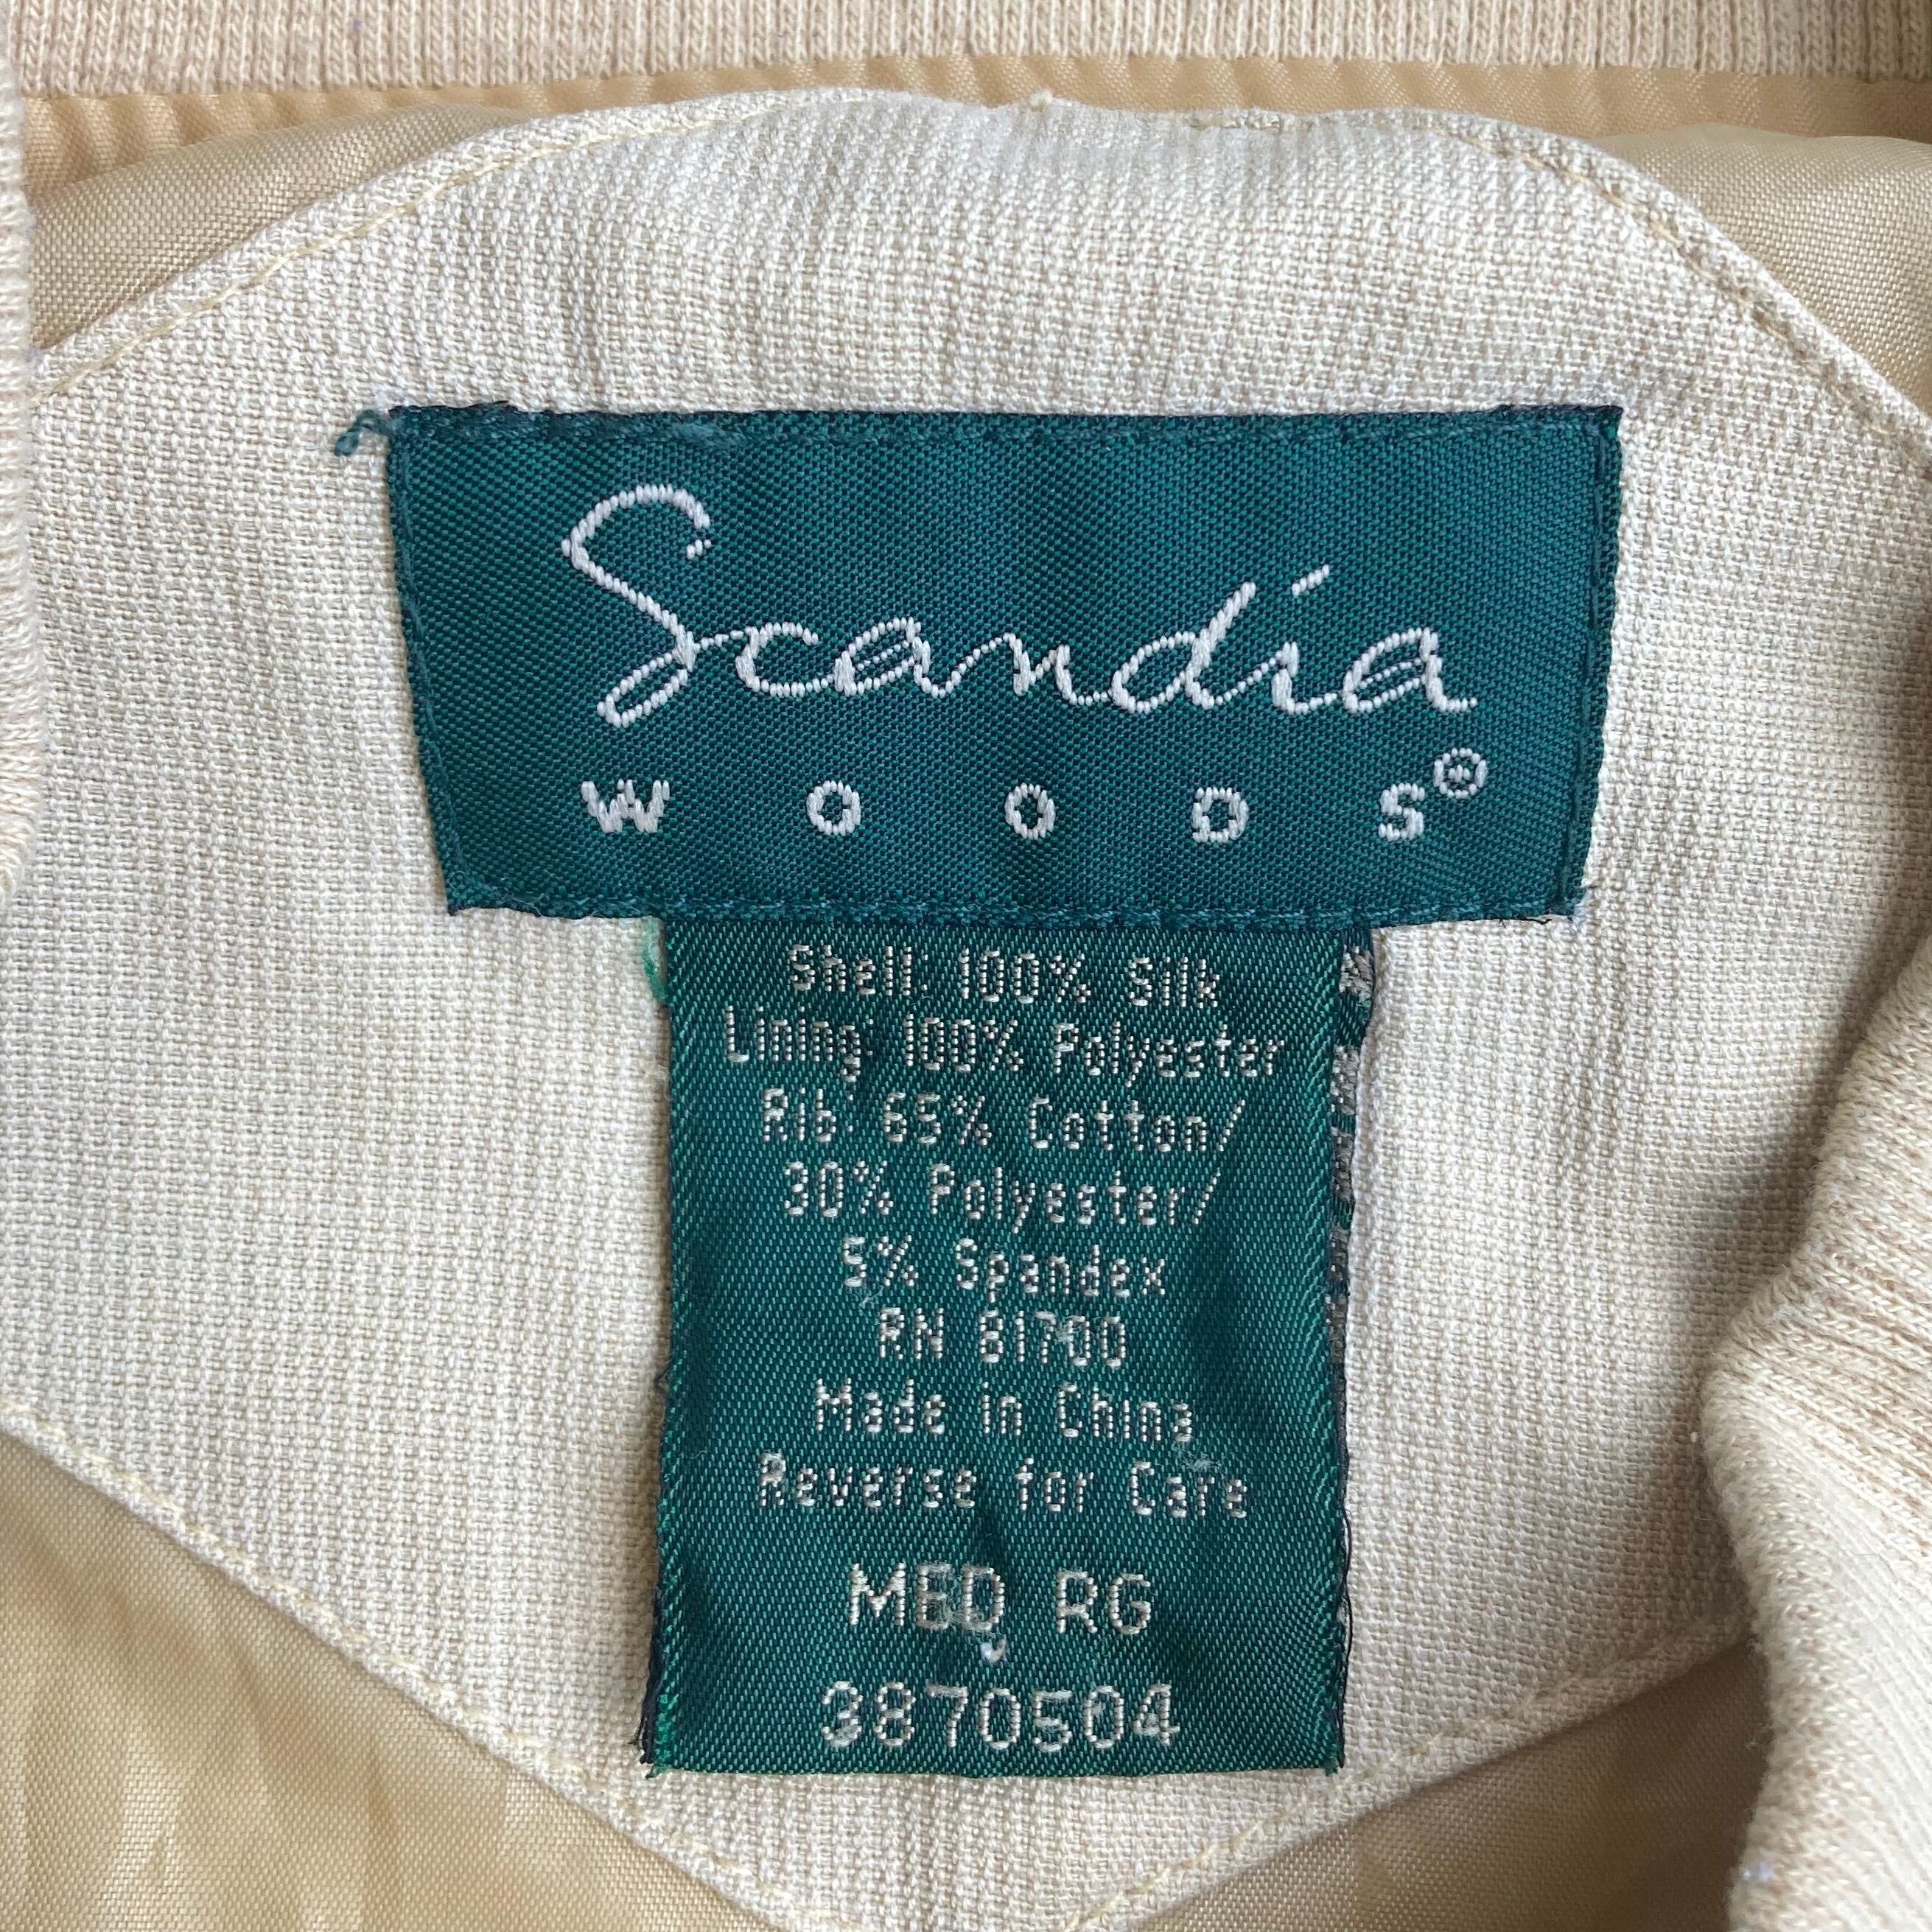 Scandia
WOODS®
Shell: 100% Silk
Lining: 100% Polyester
Rib: 65% Cotton/
30% Polyester/
5% Spandex
RN 81700
Made in China
Reverse for Care
MED RG
3870504